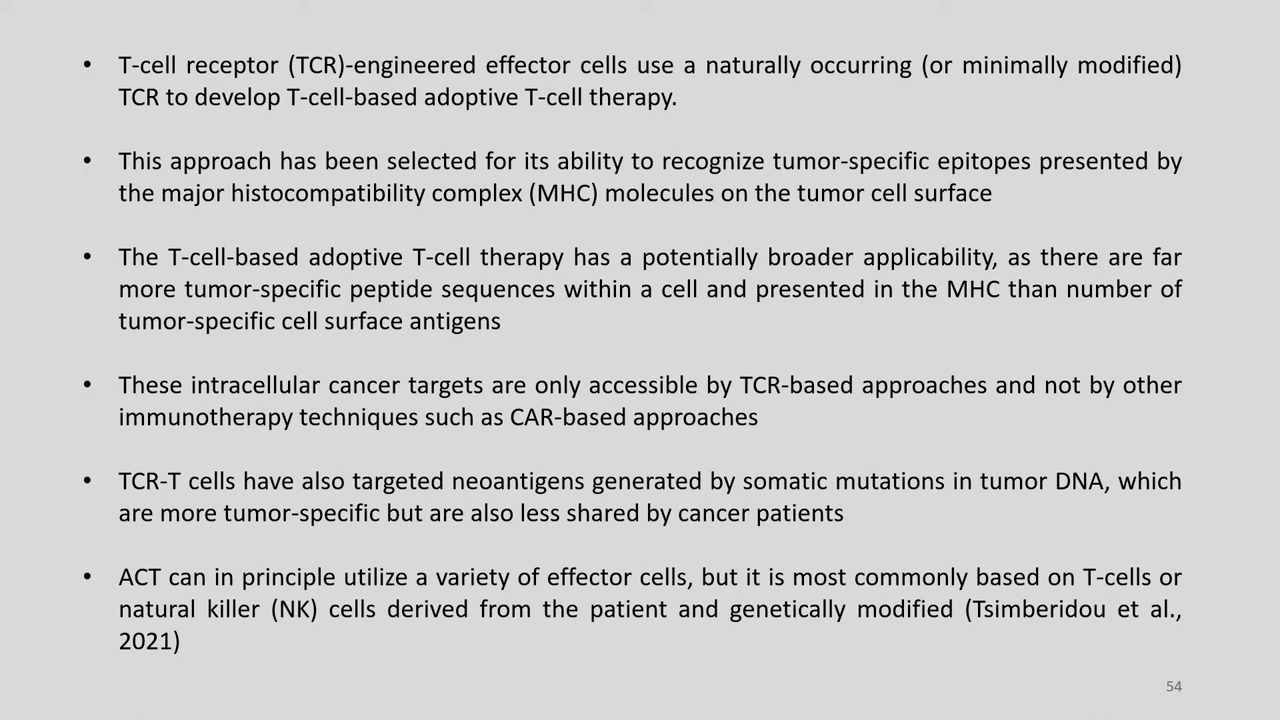 • T-cell receptor (TCR)-engineered effector cells use a naturally occurring (or minimally modified)
TCR to develop T-cell-based adoptive T-cell therapy.
• This approach has been selected for its ability to recognize tumor-specific epitopes presented by
the major histocompatibility complex (MHC) molecules on the tumor cell surface
• The T-cell-based adoptive T-cell therapy has a potentially broader applicability, as there are far
more tumor-specific peptide sequences within a cell and presented in the MHC than number of
tumor-specific cell surface antigens
• These intracellular cancer targets are only accessible by TCR-based approaches and not by other
immunotherapy techniques such as CAR-based approaches
• TCR-T cells have also targeted neoantigens generated by somatic mutations in tumor DNA, which
are more tumor-specific but are also less shared by cancer patients
• ACT can in principle utilize a variety of effector cells, but it is most commonly based on T-cells or
natural killer (NK) cells derived from the patient and genetically modified (Tsimberidou et al.,
2021)
54